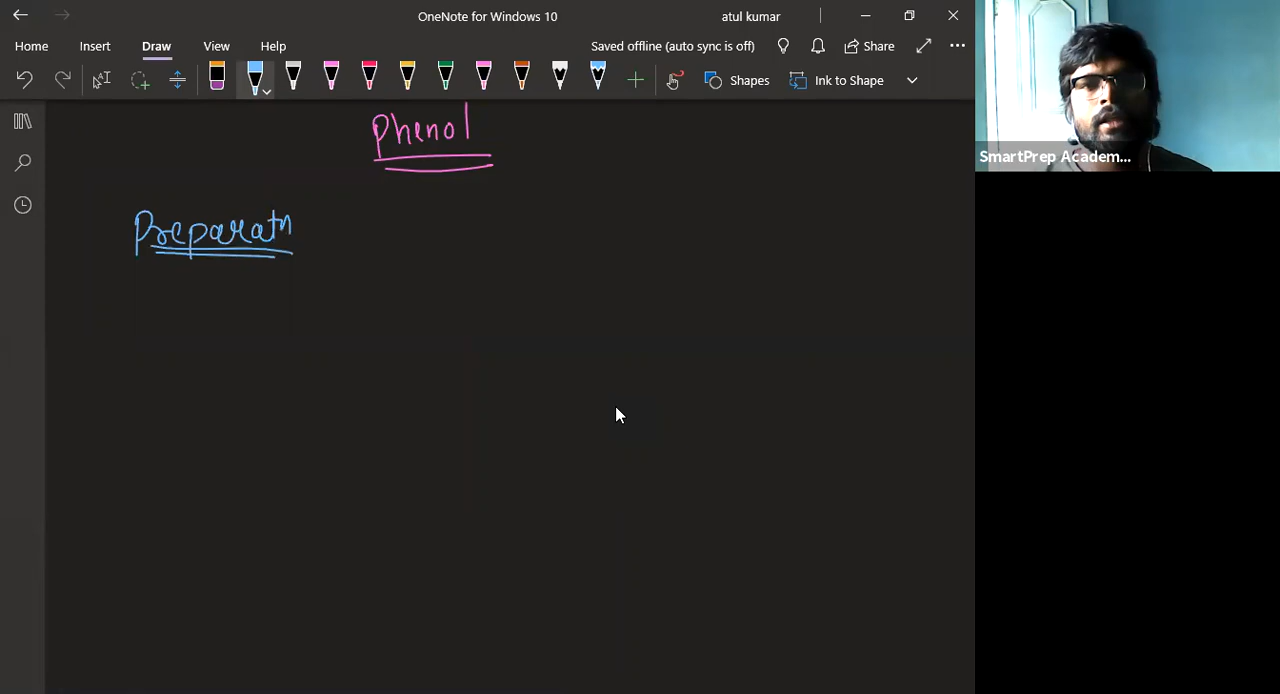 OneNote for Windows 10
atul kumar
Home Insert Draw View Help
Saved offline (auto sync is off)
Share
Shapes
Ink to Shape
SmartPrep Academ...
Phenol
Preparatn